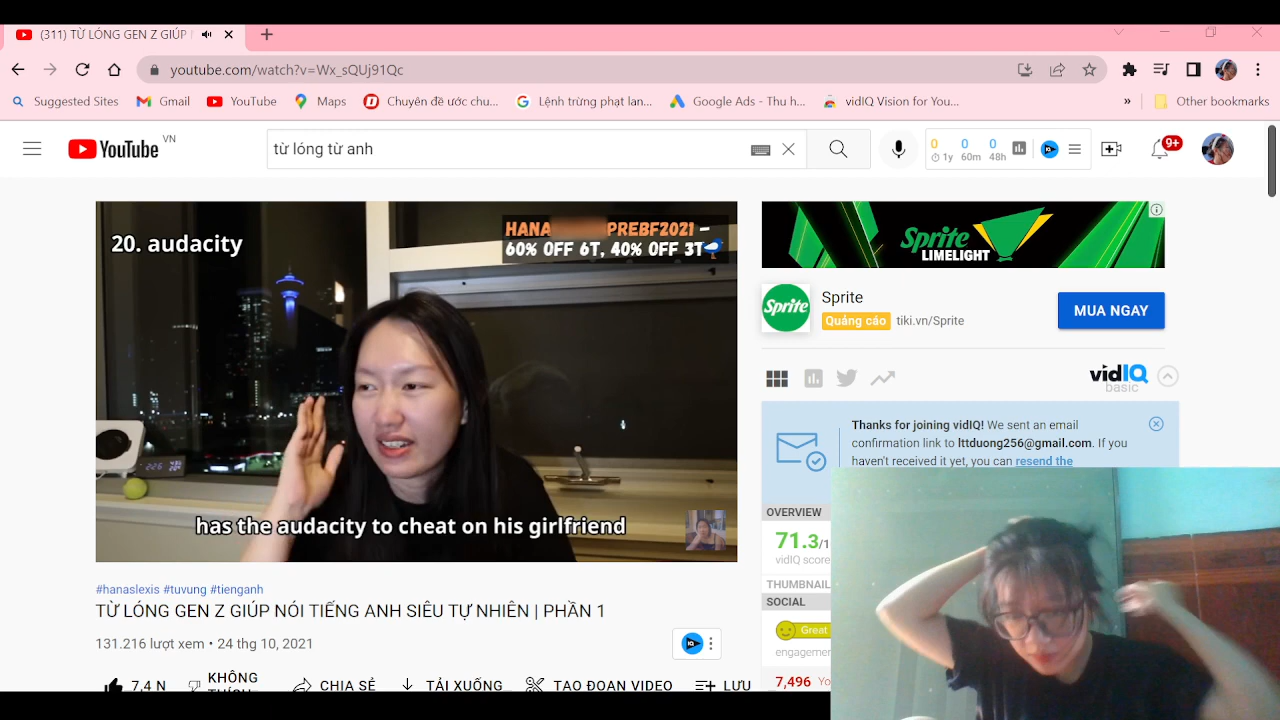 (311) TỪ LÓNG GEN Z GIÚP
youtube.com/watch?v=Wx_sQUj91Qc
Suggested Sites
Gmail
YouTube
Maps
Chuyên đề ước chu...
Lệnh trừng phạt lan...
Google Ads - Thu h...
vidIQ Vision for You...
»
Other bookmarks
YouTube VN
từ lóng từ anh
0 0 0
1y 60m 48h
9+
20. audacity
HANA PREBF2021 -
60% OFF 6T, 40% OFF 3T
has the audacity to cheat on his girlfriend
#hanaslexis #tuvung #tienganh
TỪ LÓNG GEN Z GIÚP NÓI TIẾNG ANH SIÊU TỰ NHIÊN | PHẦN 1
131.216 lượt xem • 24 thg 10, 2021
7,4 N
KHÔNG
CHIA SẺ
TẢI XUỐNG
TẠO ĐOẠN VIDEO
LƯU
Sprite
LIMELIGHT
Sprite
Sprite
Quảng cáo tiki.vn/Sprite
MUA NGAY
vidIQ
basic
Thanks for joining vidIQ! We sent an email
confirmation link to lttduong256@gmail.com. If you
haven't received it yet, you can resend the
OVERVIEW
71.3/1
vidIQ score
THUMBNAIL
SOCIAL
Great
engagemen
7,496 Yo